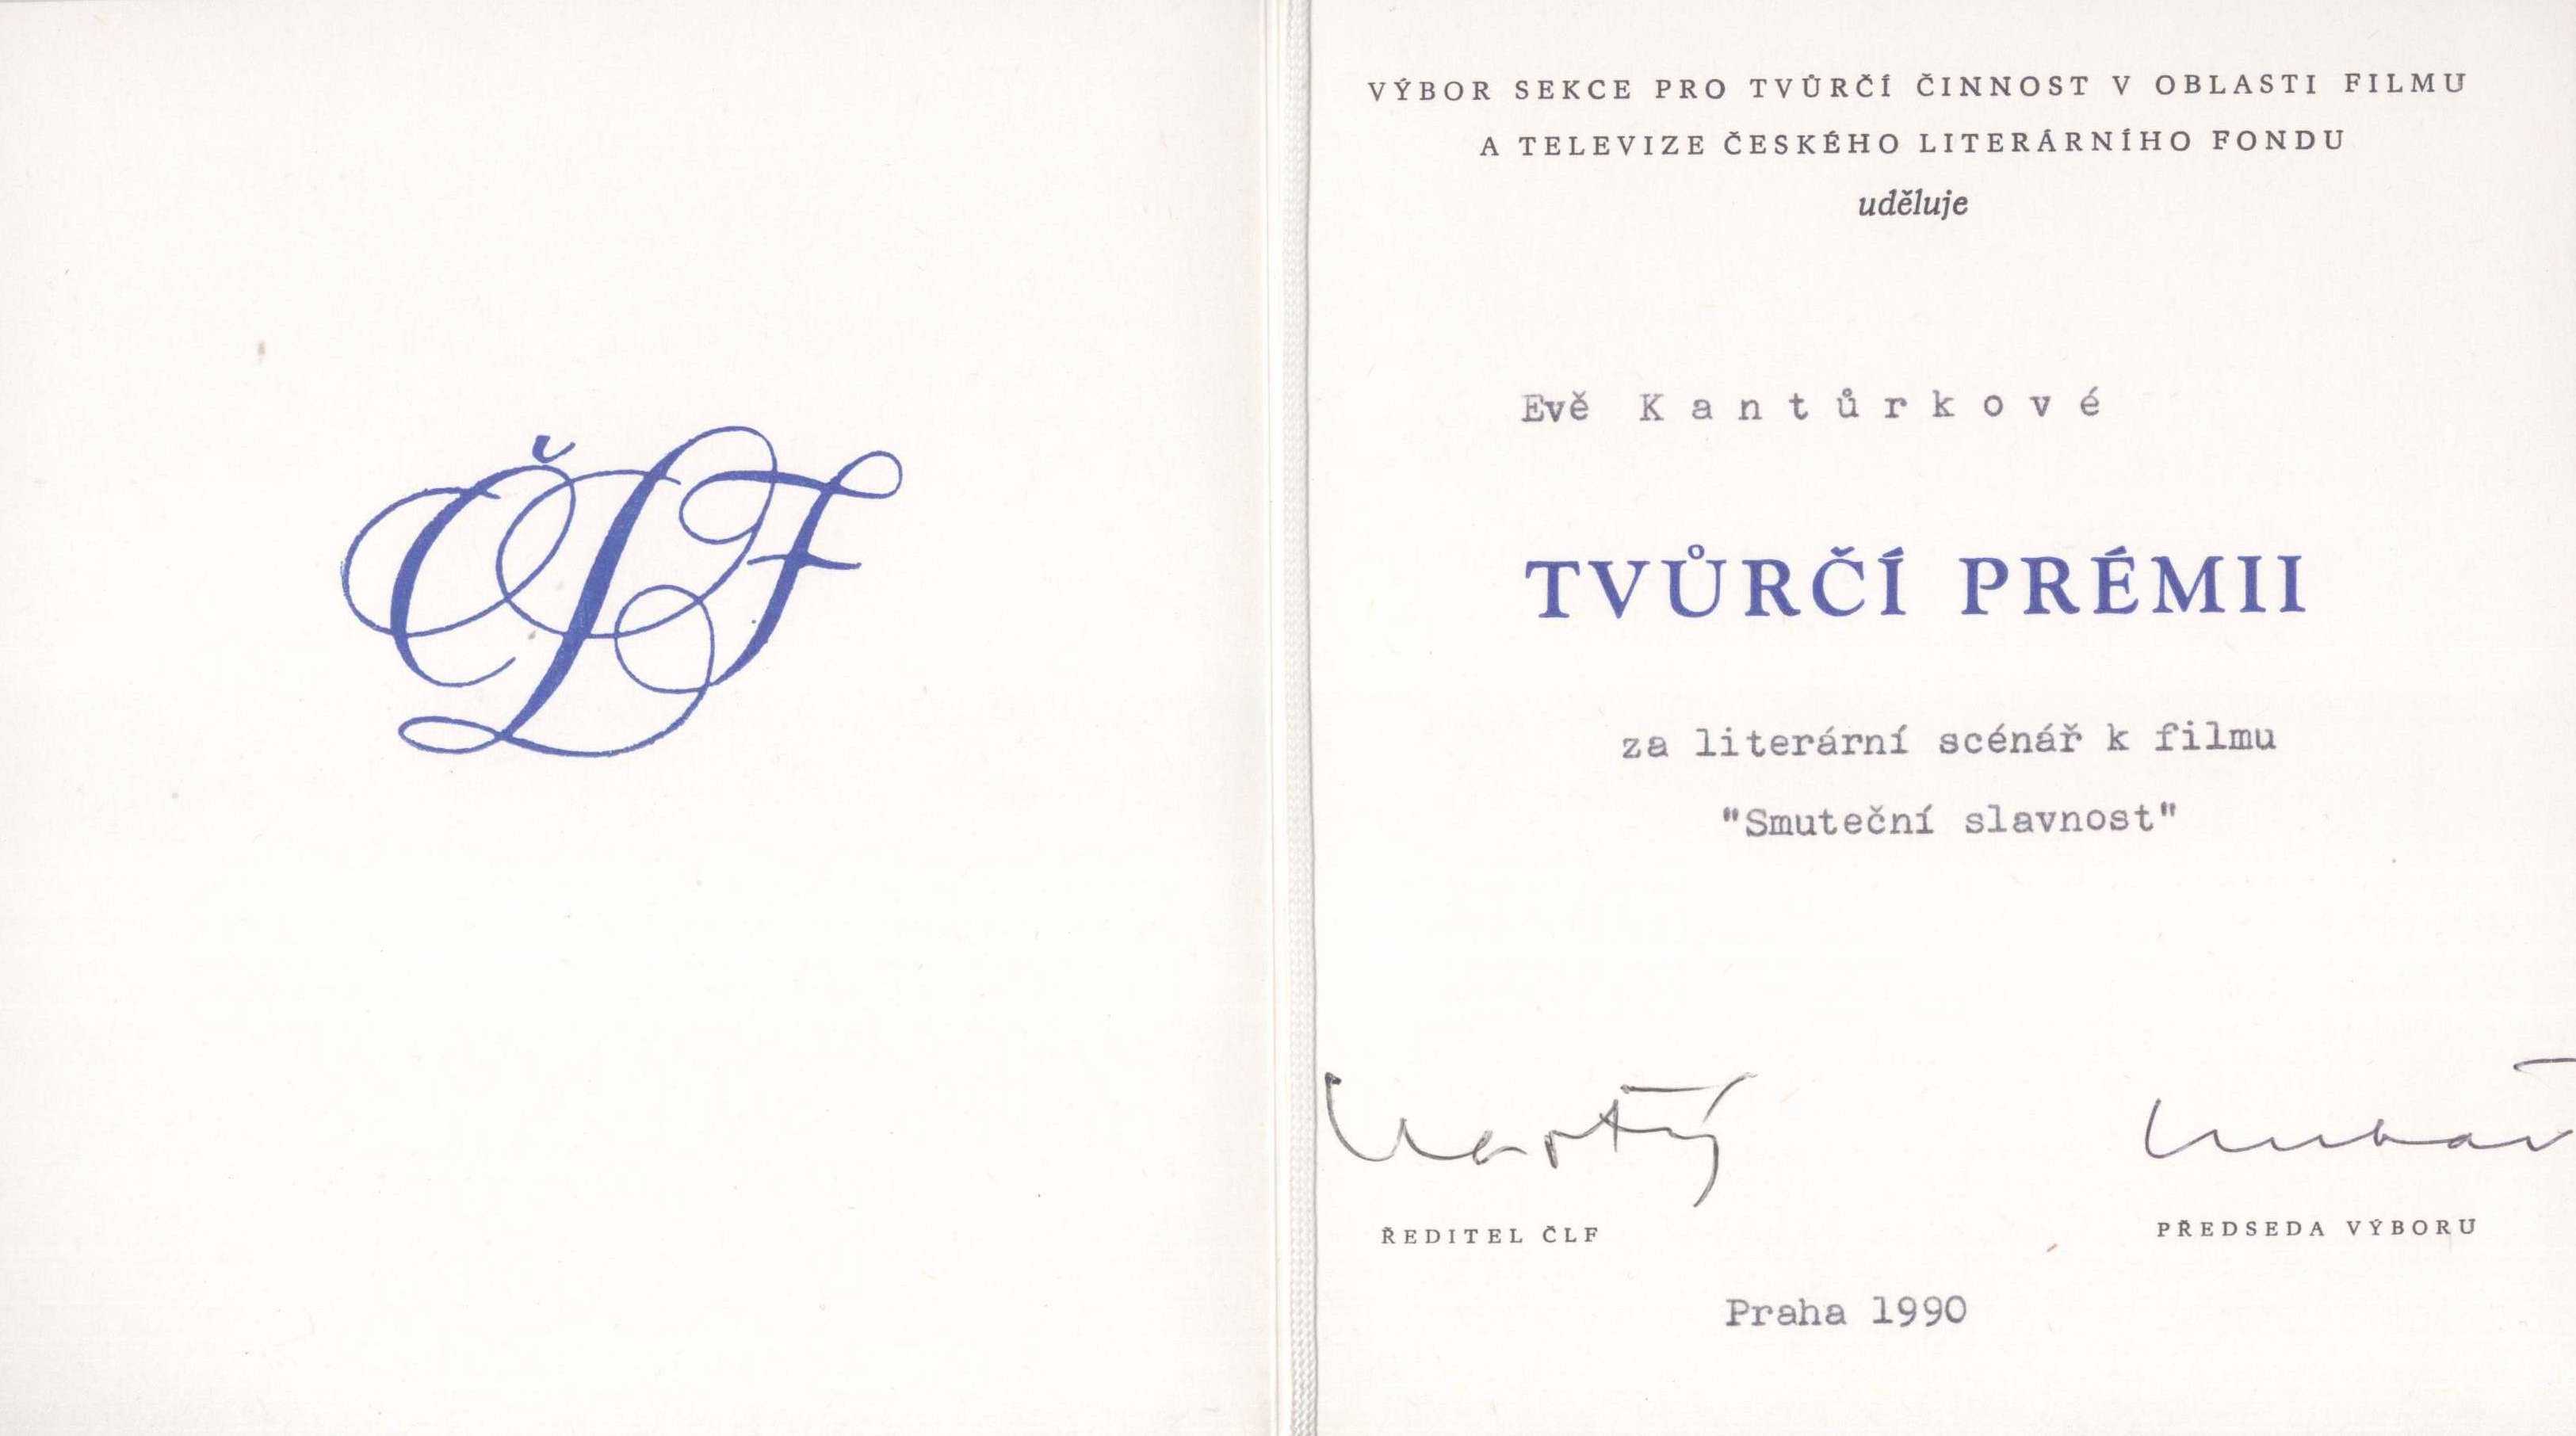 ČLF
VÝBOR SEKCE PRO TVŮRČÍ ČINNOST V OBLASTI FILMU
A TELEVIZE ČESKÉHO LITERÁRNÍHO FONDU
uděluje
Evě Kantůrkové
TVŮRČÍ PRÉMII
za literární scénář k filmu
"Smuteční slavnost"
ŘEDITEL ČLF
PŘEDSEDA VÝBORU
Praha 1990